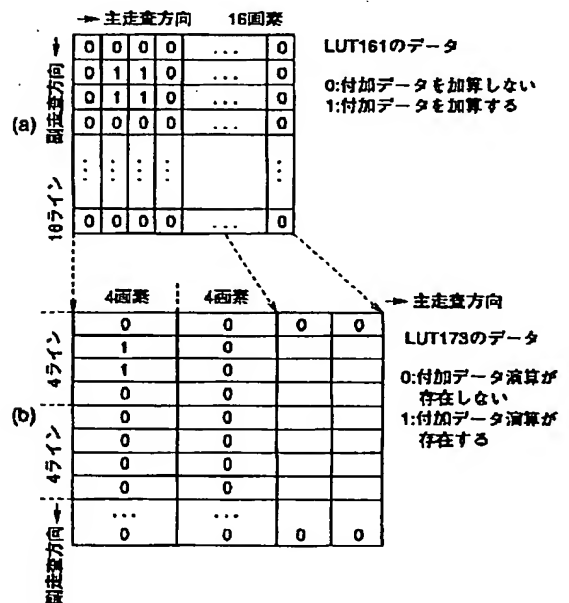 → 主走査方向 16画素
LUT161のデータ
0:付加データを加算しない
1:付加データを加算する
(a)
副走査方向
16ライン
0 0 0 0 ... 0
0 1 1 0 ... 0
0 1 1 0 ... 0
0 0 0 0 ... 0
⋮ ⋮ ⋮ ⋮ ⋮
0 0 0 0 ... 0
4画素 4画素
→ 主走査方向
LUT173のデータ
0:付加データ演算が
存在しない
1:付加データ演算が
存在する
(b)
4ライン
4ライン
副走査方向
0 0 0 0
1 0
1 0
0 0
0 0
0 0
0 0
0 0
... ...
0 0 0 0